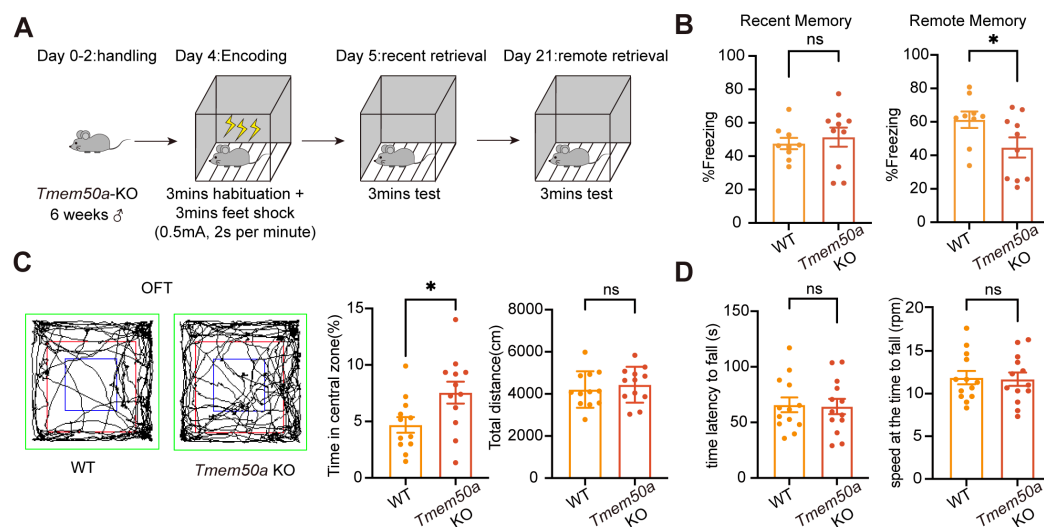 A
Day 0-2:handling
Day 4:Encoding
Day 5:recent retrieval
Day 21:remote retrieval
Tmem50a-KO
6 weeks ♂
3mins habituation +
3mins feet shock
(0.5mA, 2s per minute)
3mins test
3mins test
B
Recent Memory
ns
%Freezing
100
80
60
40
20
0
WT
Tmem50a
KO
Remote Memory
*
%Freezing
100
80
60
40
20
0
WT
Tmem50a
KO
C
OFT
WT
Tmem50a KO
*
Time in central zone(%)
15
10
5
0
WT
Tmem50a
KO
ns
Total distance(cm)
8000
6000
4000
2000
0
WT
Tmem50a
KO
D
ns
time latency to fall (s)
150
100
50
0
WT
Tmem50a
KO
ns
speed at the time to fall (rpm)
20
15
10
5
0
WT
Tmem50a
KO